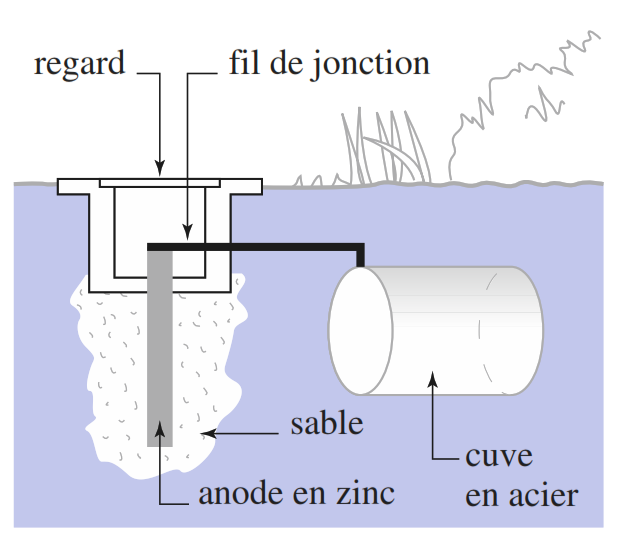 regard
fil de jonction
sable
cuve
en acier
anode en zinc